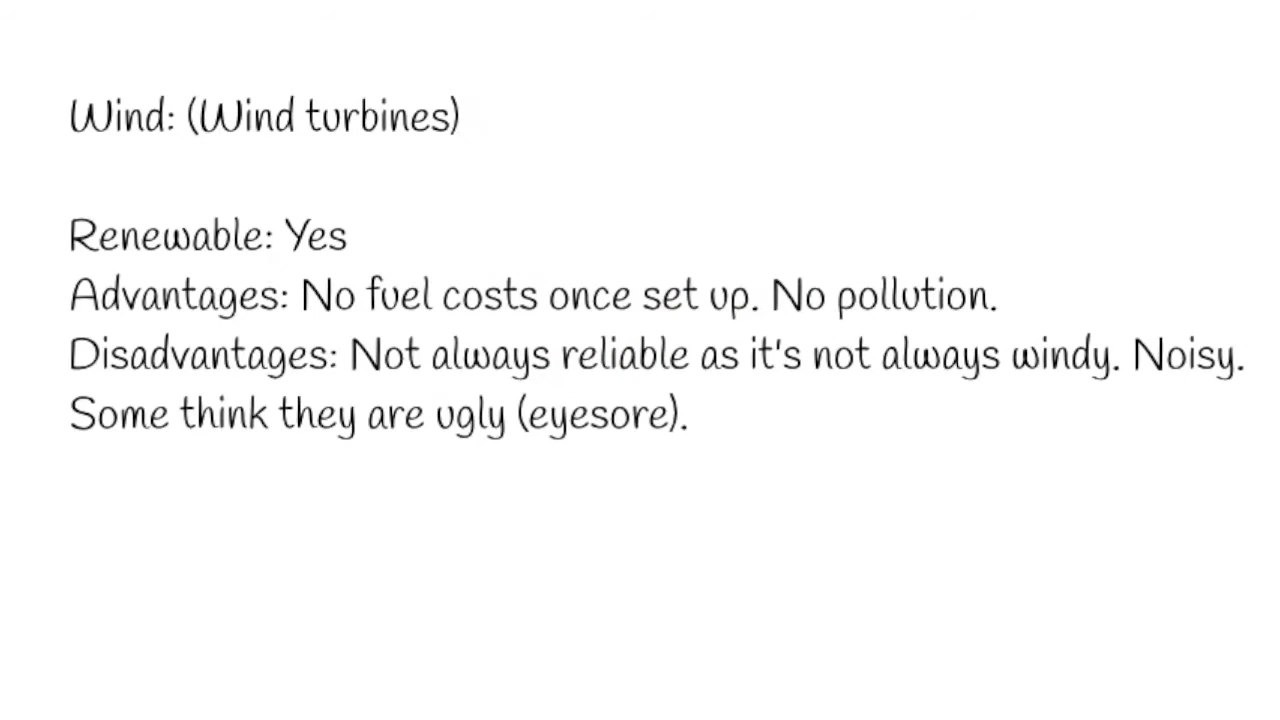 Wind: (Wind turbines)
Renewable: Yes
Advantages: No fuel costs once set up. No pollution.
Disadvantages: Not always reliable as it's not always windy. Noisy.
Some think they are ugly (eyesore).